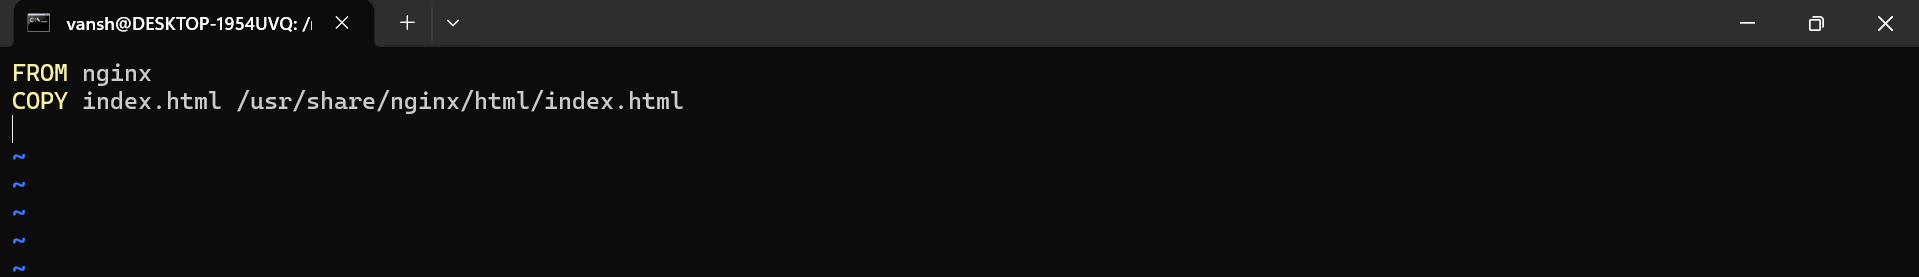 vansh@DESKTOP-1954UVQ: /
FROM nginx
COPY index.html /usr/share/nginx/html/index.html
~
~
~
~
~